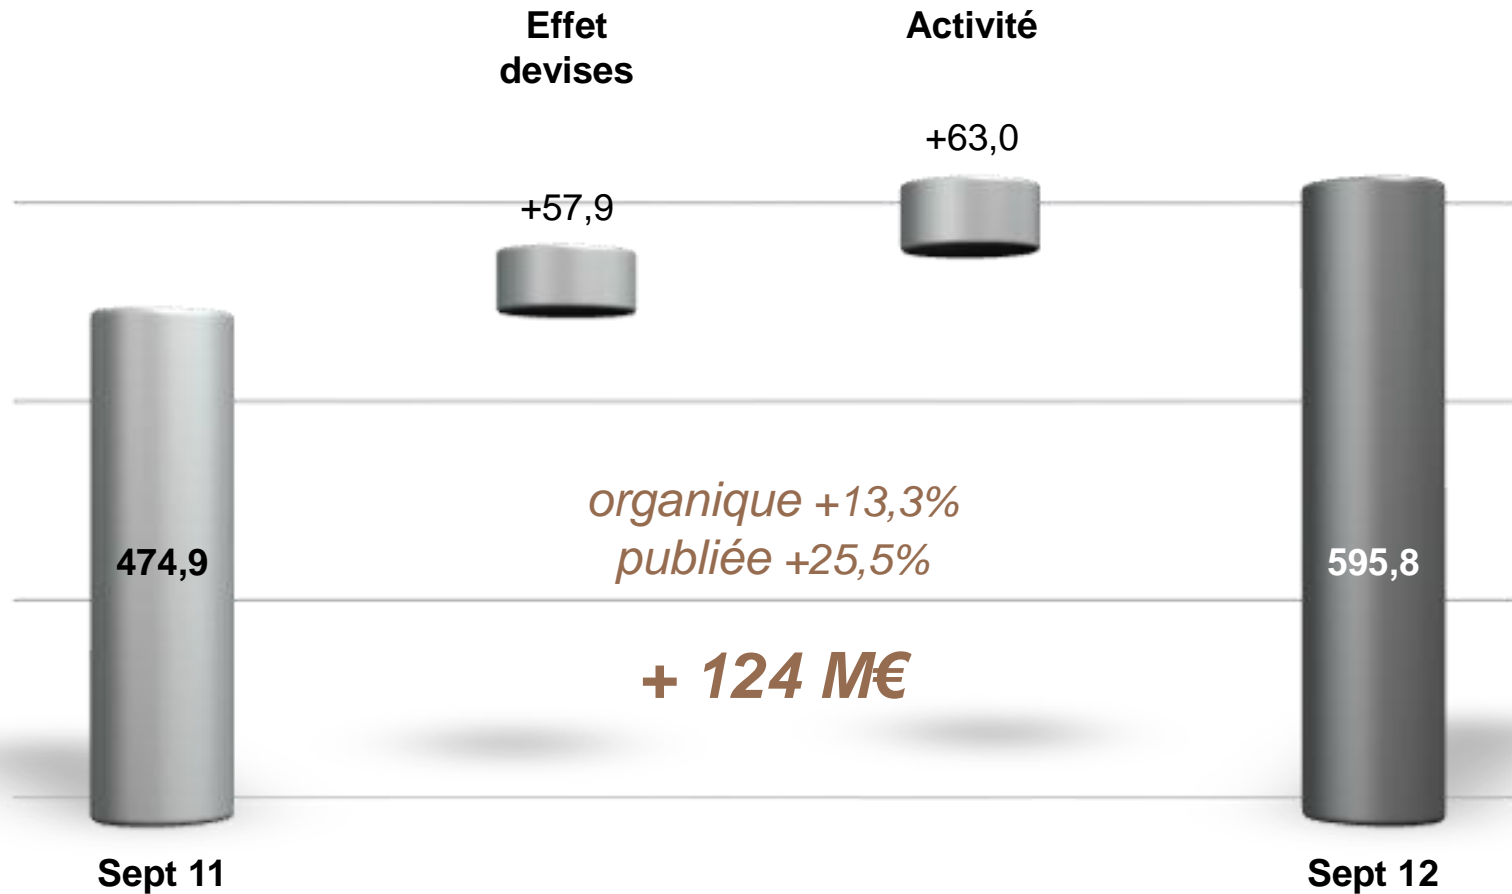 Effet
devises
Activité
+63,0
+57,9
organique +13,3%
publiée +25,5%
474,9
595,8
+ 124 M€
Sept 11
Sept 12